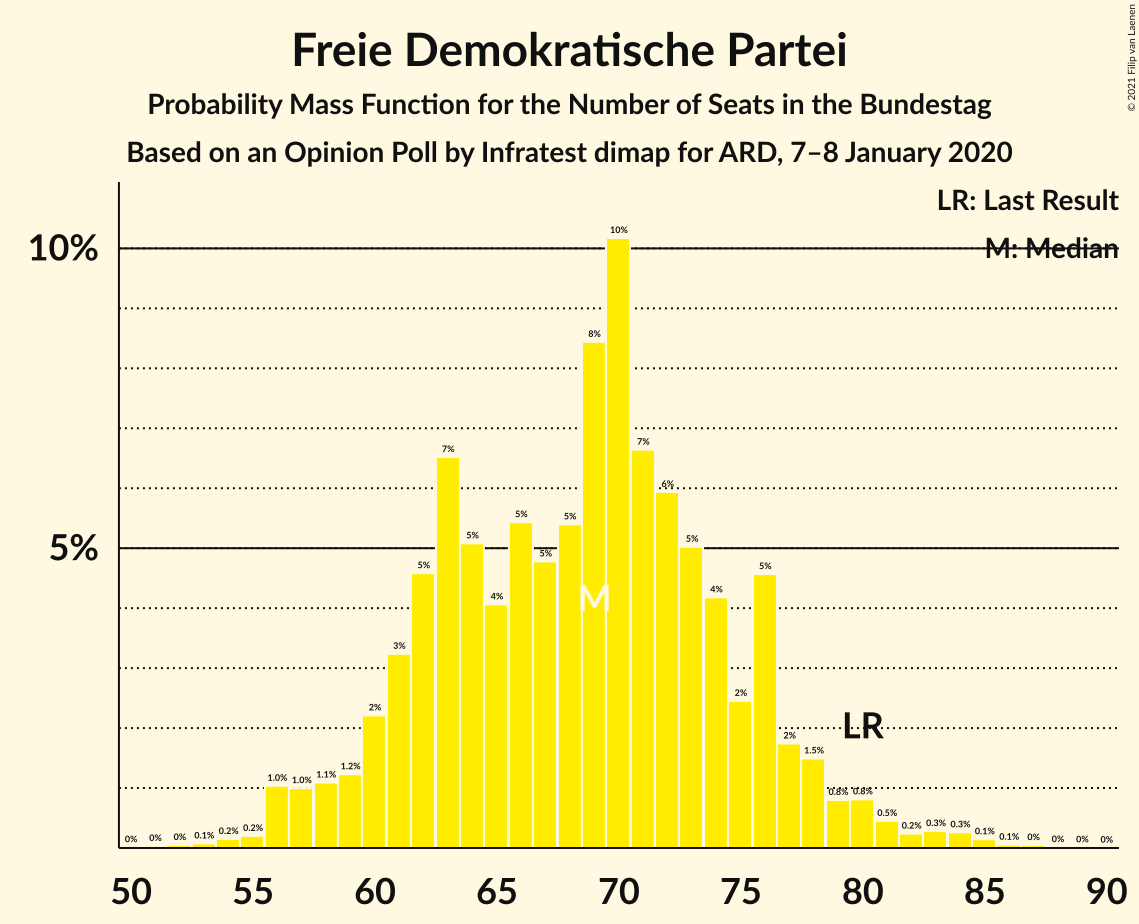 Freie Demokratische Partei
Probability Mass Function for the Number of Seats in the Bundestag
Based on an Opinion Poll by Infratest dimap for ARD, 7–8 January 2020
© 2021 Filip van Laenen
LR: Last Result
M: Median
10%
5%
0% 0% 0% 0.1% 0.2% 0.2% 1.0% 1.0% 1.1% 1.2% 2% 3% 5% 7% 5% 4% 5% 5% 5% 8% 10% 7% 6% 5% 4% 2% 5% 2% 1.5% 0.8% 0.8% 0.5% 0.2% 0.3% 0.3% 0.1% 0.1% 0% 0% 0% 0%
M
LR
50 55 60 65 70 75 80 85 90